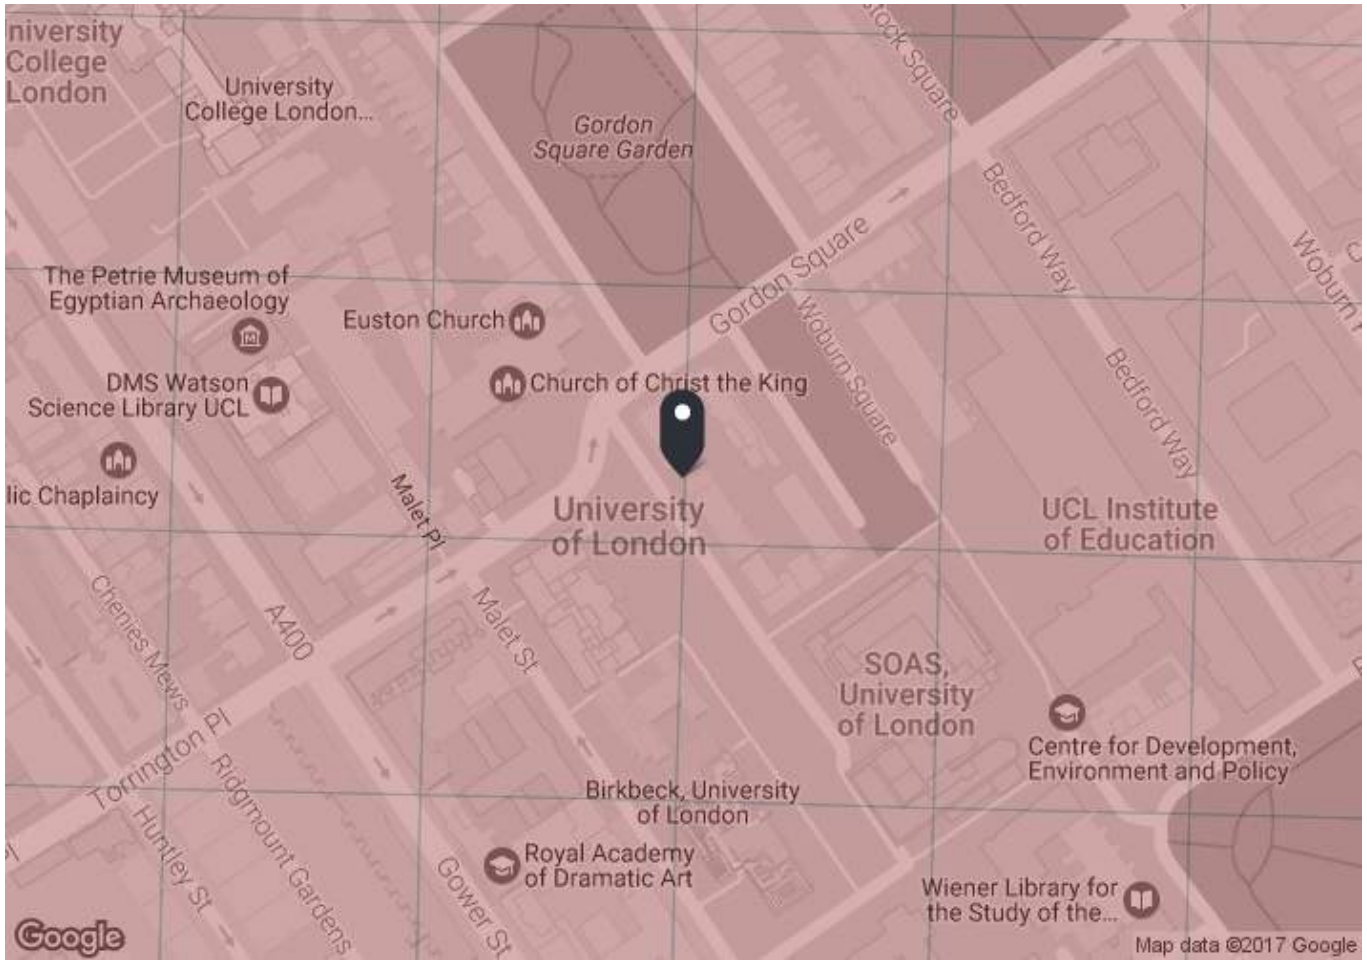 niversity
College
London
University
College London...
Gordon
Square Garden
stock Square
Bedford Way
Woburn
The Petrie Museum of
Egyptian Archaeology
Euston Church
Gordon Square
Woburn Square
Bedford Way
DMS Watson
Science Library UCL
Church of Christ the King
lic Chaplaincy
Malet Pl
University
of London
UCL Institute
of Education
Chenies Mews
A400
Malet St
SOAS,
University
of London
Torrington Pl
Centre for Development,
Environment and Policy
Ridgmount Gardens
Birkbeck, University
of London
Huntley St
Gower St
Royal Academy
of Dramatic Art
Wiener Library for
the Study of the...
Google
Map data ©2017 Google